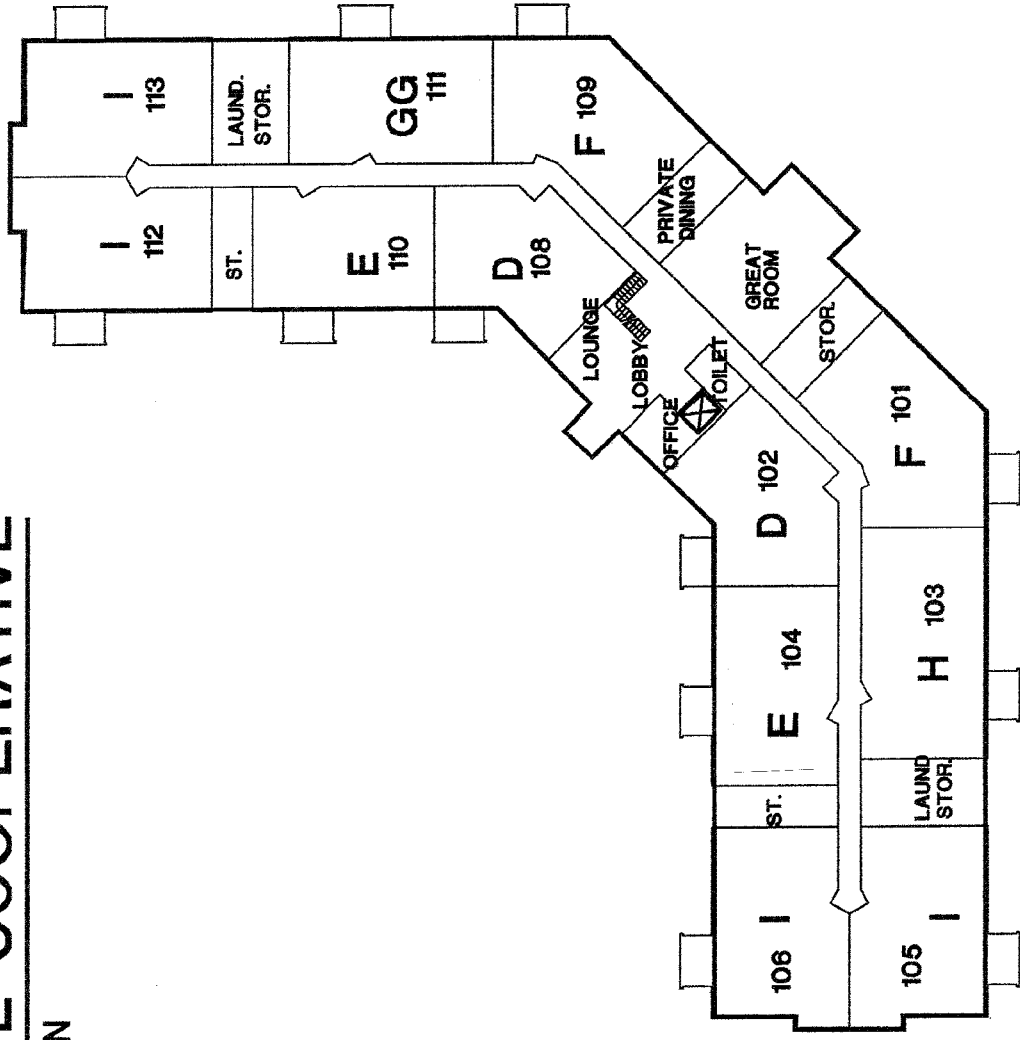 I
113
LAUND.
STOR.
GG
111
F 109
I
112
ST.
E
110
D
108
PRIVATE
DINING
GREAT
ROOM
STOR.
LOUNGE
LOBBY
TOILET
OFFICE
D 102
F 101
E 104
H 103
ST.
LAUND
STOR.
I
106
I
105
N